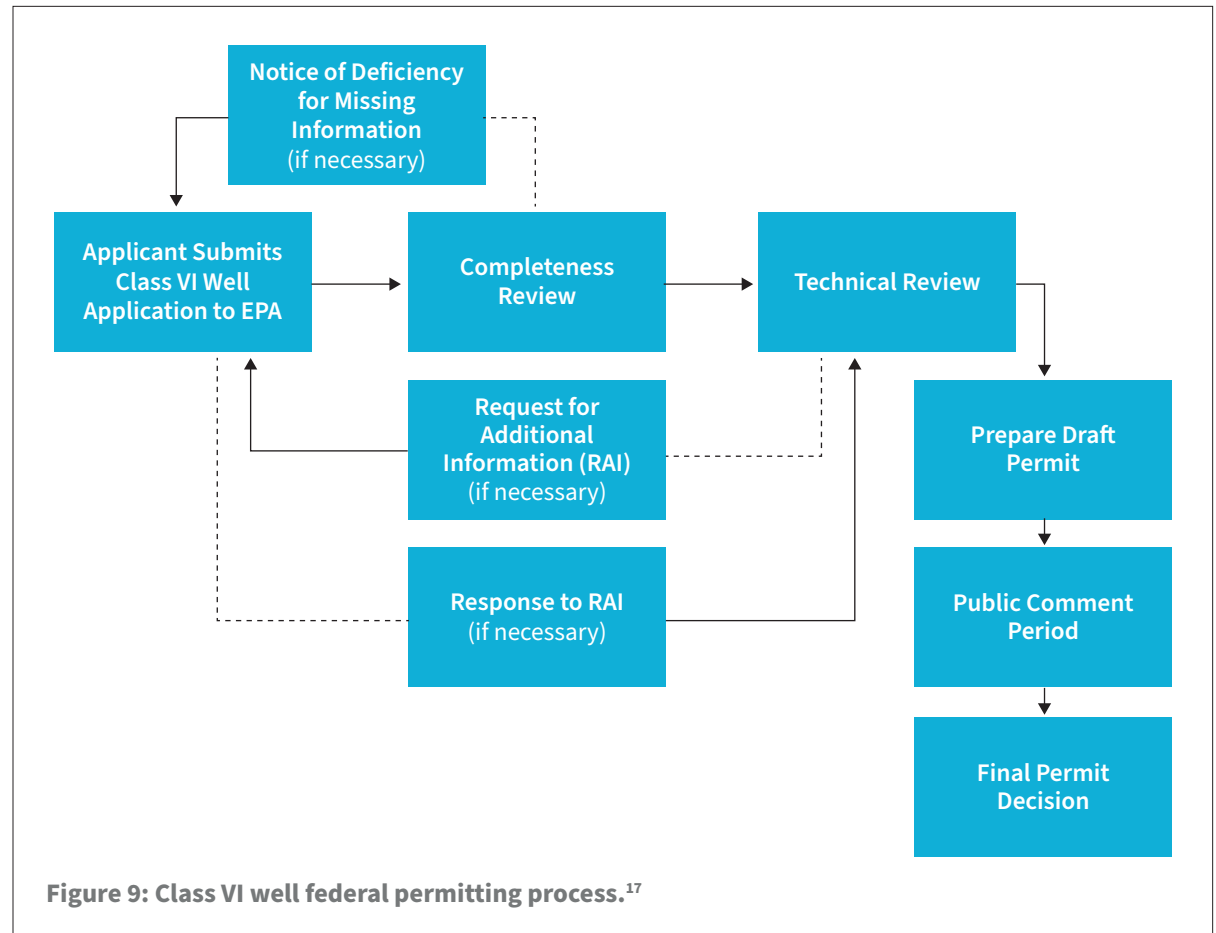 Notice of Deficiency
for Missing
Information
(if necessary)
Applicant Submits
Class VI Well
Application to EPA
Completeness
Review
Technical Review
Request for
Additional
Information (RAI)
(if necessary)
Prepare Draft
Permit
Response to RAI
(if necessary)
Public Comment
Period
Final Permit
Decision
Figure 9: Class VI well federal permitting process.17